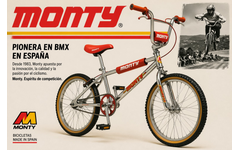 MONTY®
PIONERA EN BMX
EN ESPAÑA
Desde 1983, Monty apuesta por
la innovación, la calidad y la
pasión por el ciclismo.
Monty. Espíritu de competición.
MONTY
BICICLETAS
MADE IN SPAIN
MONTY
MONTY